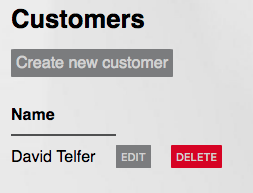 Customers
Create new customer
Name
David Telfer EDIT DELETE